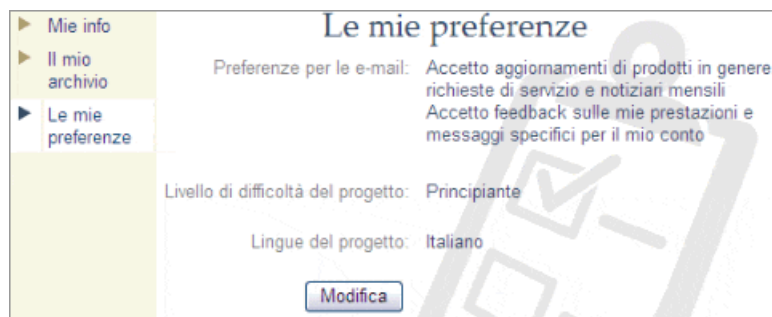 Mie info
Il mio
archivio
Le mie
preferenze
Le mie preferenze
Preferenze per le e-mail:
Accetto aggiornamenti di prodotti in genere
richieste di servizio e notiziari mensili
Accetto feedback sulle mie prestazioni e
messaggi specifici per il mio conto
Livello di difficoltà del progetto:
Principiante
Lingue del progetto:
Italiano
Modifica